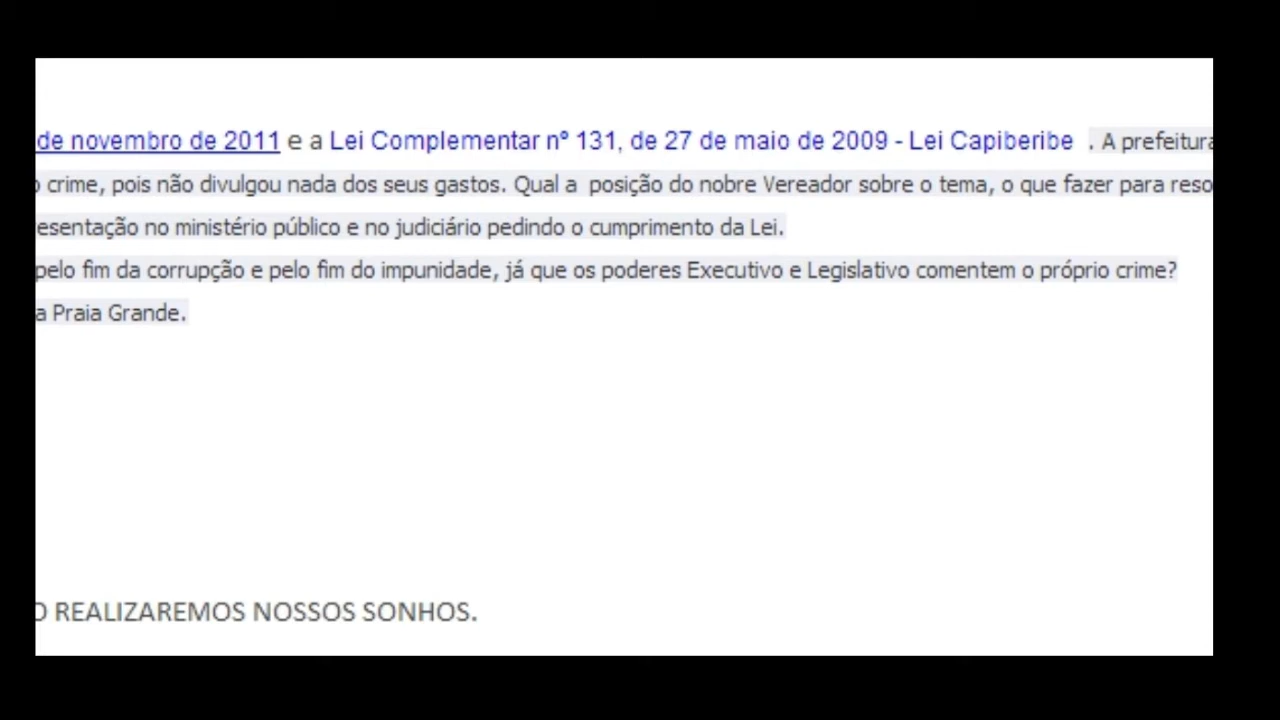 de novembro de 2011 e a Lei Complementar nº 131, de 27 de maio de 2009 - Lei Capiberibe . A prefeitura
o crime, pois não divulgou nada dos seus gastos. Qual a posição do nobre Vereador sobre o tema, o que fazer para reso
esentação no ministério público e no judiciário pedindo o cumprimento da Lei.
pelo fim da corrupção e pelo fim do impunidade, já que os poderes Executivo e Legislativo comentem o próprio crime?
a Praia Grande.
O REALIZAREMOS NOSSOS SONHOS.